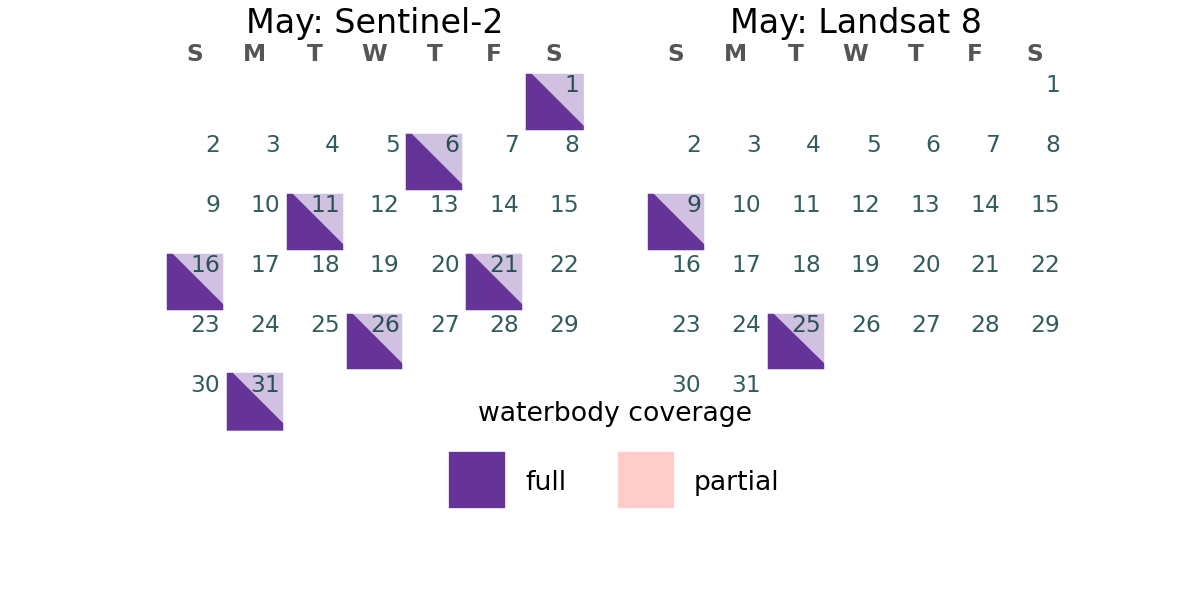 May: Sentinel-2
S M T W T F S
1
2 3 4 5 6 7 8
9 10 11 12 13 14 15
16 17 18 19 20 21 22
23 24 25 26 27 28 29
30 31
May: Landsat 8
S M T W T F S
1
2 3 4 5 6 7 8
9 10 11 12 13 14 15
16 17 18 19 20 21 22
23 24 25 26 27 28 29
30 31
waterbody coverage
full partial